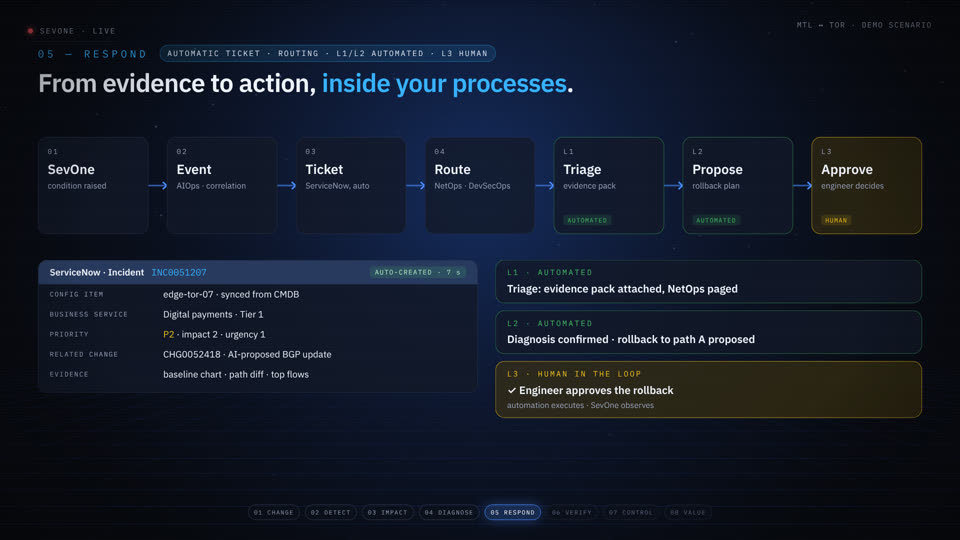 SEVONE · LIVE
MTL ↔ TOR · DEMO SCENARIO
05 — RESPOND
AUTOMATIC TICKET · ROUTING · L1/L2 AUTOMATED · L3 HUMAN
From evidence to action, inside your processes.
01
SevOne
condition raised
02
Event
AIOps · correlation
03
Ticket
ServiceNow, auto
04
Route
NetOps · DevSecOps
L1
Triage
evidence pack
AUTOMATED
L2
Propose
rollback plan
AUTOMATED
L3
Approve
engineer decides
HUMAN
ServiceNow · Incident INC0051207
AUTO-CREATED · 7 s
CONFIG ITEM edge-tor-07 · synced from CMDB
BUSINESS SERVICE Digital payments · Tier 1
PRIORITY P2 · impact 2 · urgency 1
RELATED CHANGE CHG0052418 · AI-proposed BGP update
EVIDENCE baseline chart · path diff · top flows
L1 · AUTOMATED
Triage: evidence pack attached, NetOps paged
L2 · AUTOMATED
Diagnosis confirmed · rollback to path A proposed
L3 · HUMAN IN THE LOOP
✓ Engineer approves the rollback
automation executes · SevOne observes
01 CHANGE
02 DETECT
03 IMPACT
04 DIAGNOSE
05 RESPOND
06 VERIFY
07 CONTROL
08 VALUE